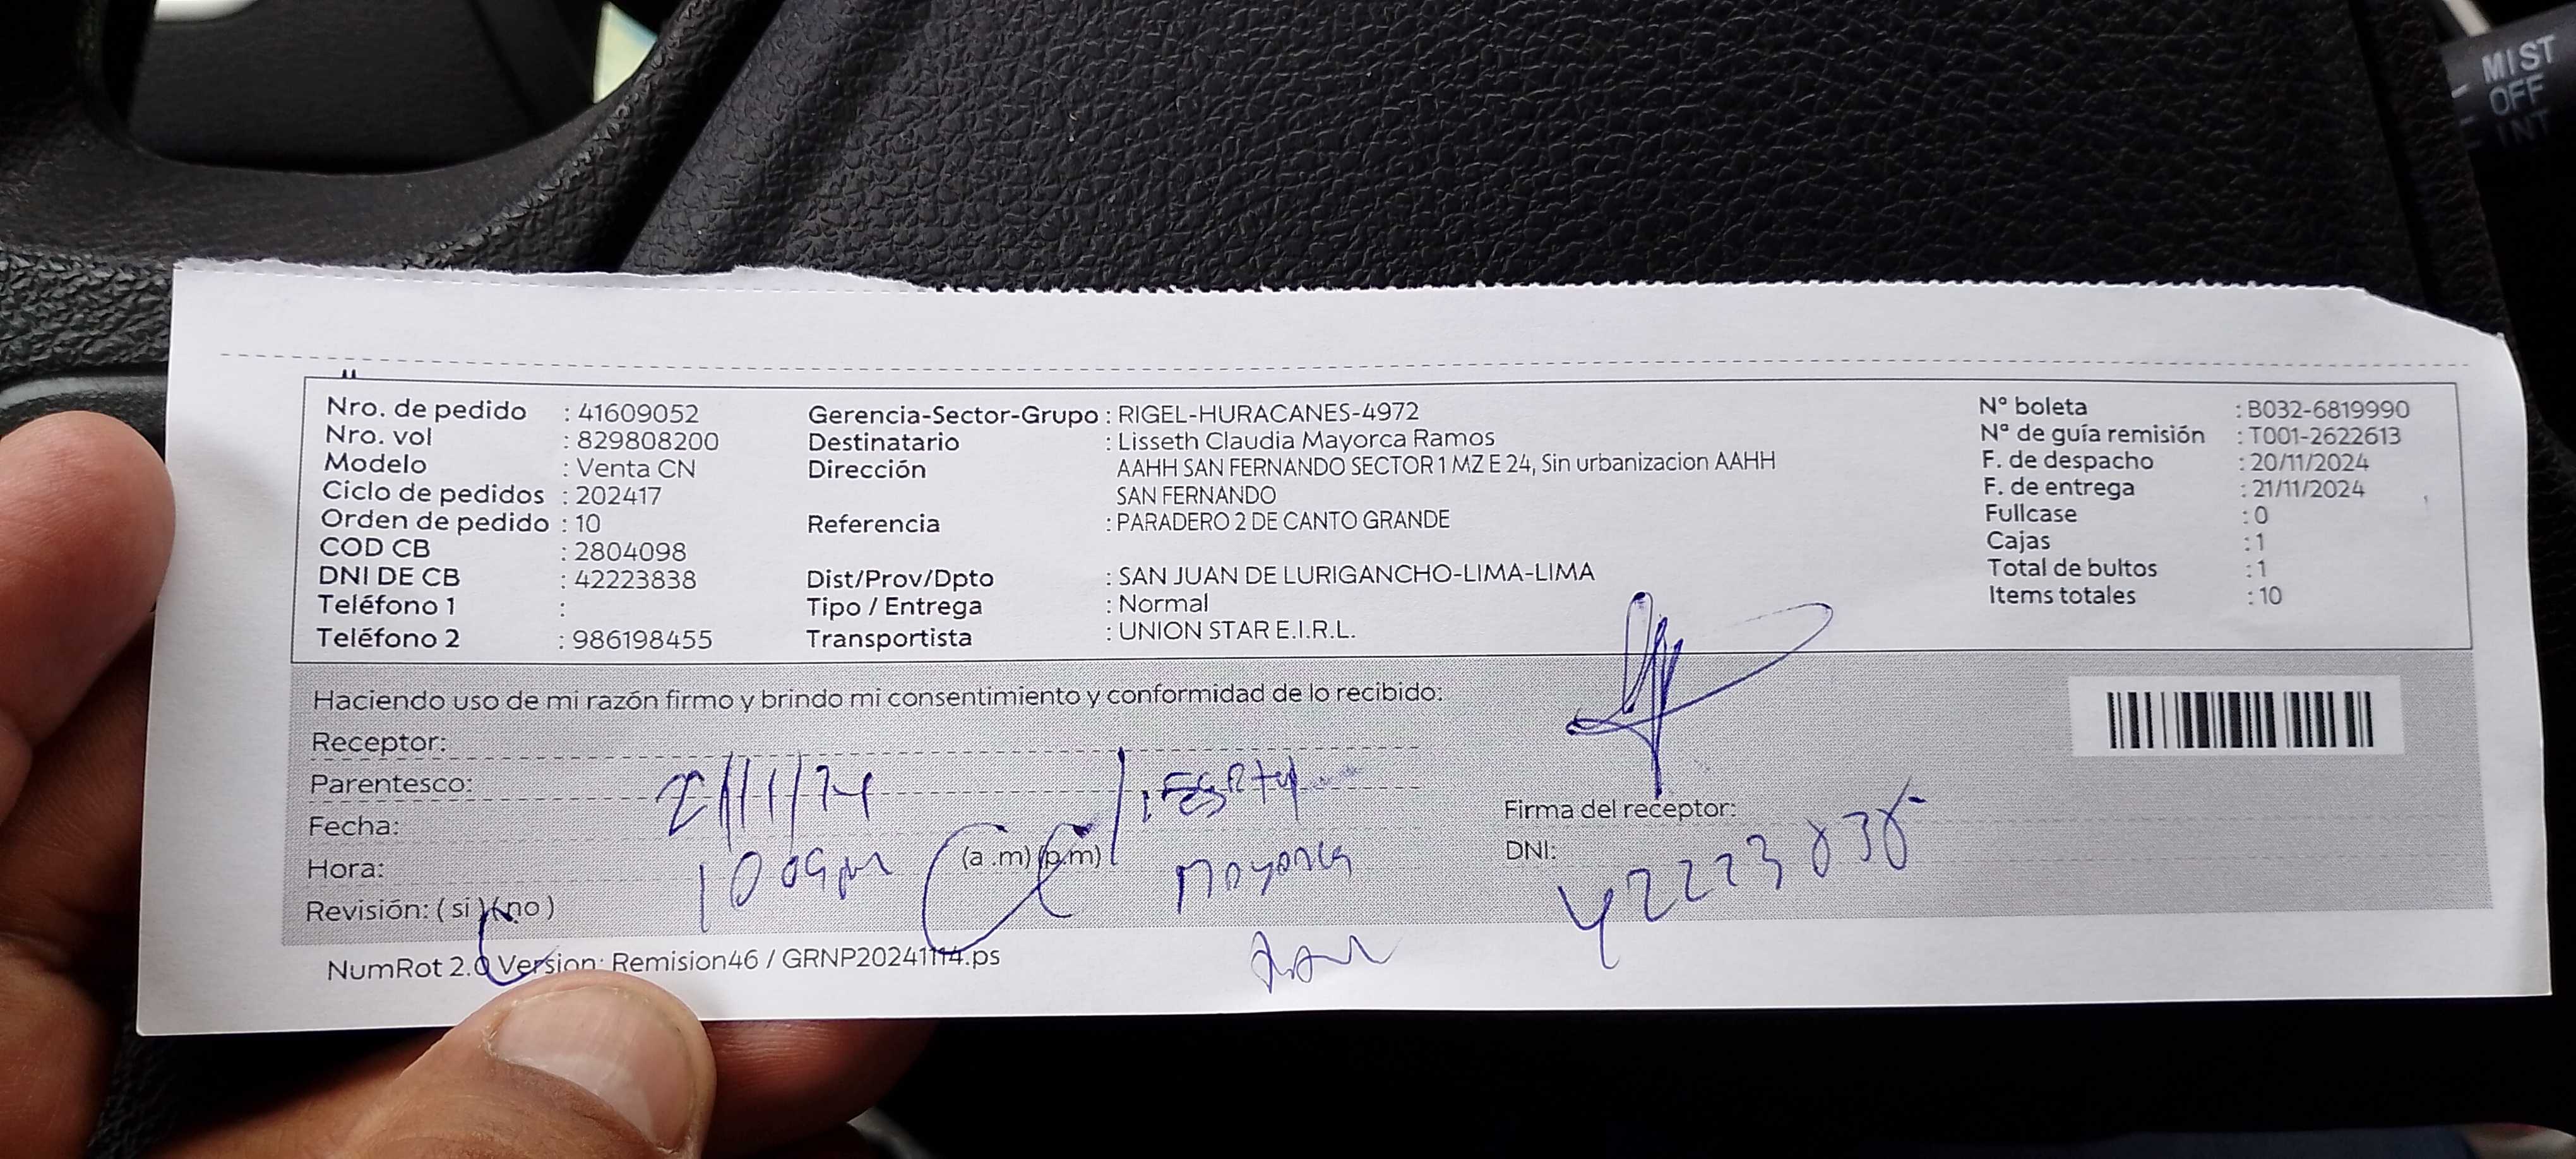 MIST
OFF
INT
Nro. de pedido : 41609052
Nro. vol : 829808200
Modelo : Venta CN
Ciclo de pedidos : 202417
Orden de pedido : 10
COD CB : 2804098
DNI DE CB : 42223838
Teléfono 1 :
Teléfono 2 : 986198455
Gerencia-Sector-Grupo : RIGEL-HURACANES-4972
Destinatario : Lisseth Claudia Mayorca Ramos
Dirección AAHH SAN FERNANDO SECTOR 1 MZ E 24, Sin urbanizacion AAHH
SAN FERNANDO
Referencia : PARADERO 2 DE CANTO GRANDE
Dist/Prov/Dpto : SAN JUAN DE LURIGANCHO-LIMA-LIMA
Tipo / Entrega : Normal
Transportista : UNION STAR E.I.R.L.
N° boleta : B032-6819990
Nª de guía remisión : T001-2622613
F. de despacho : 20/11/2024
F. de entrega : 21/11/2024
Fullcase : 0
Cajas : 1
Total de bultos : 1
Items totales : 10
Haciendo uso de mi razón firmo y brindo mi consentimiento y conformidad de lo recibido:
Receptor:
Parentesco:
Fecha: 21/11/24
Hora: 10 (a .m) (p.m)
Revisión: ( si ) ( no )
Mayorca
Firma del receptor:
DNI: 42223838
NumRot 2.0 Version: Remision46 / GRNP20241114.ps